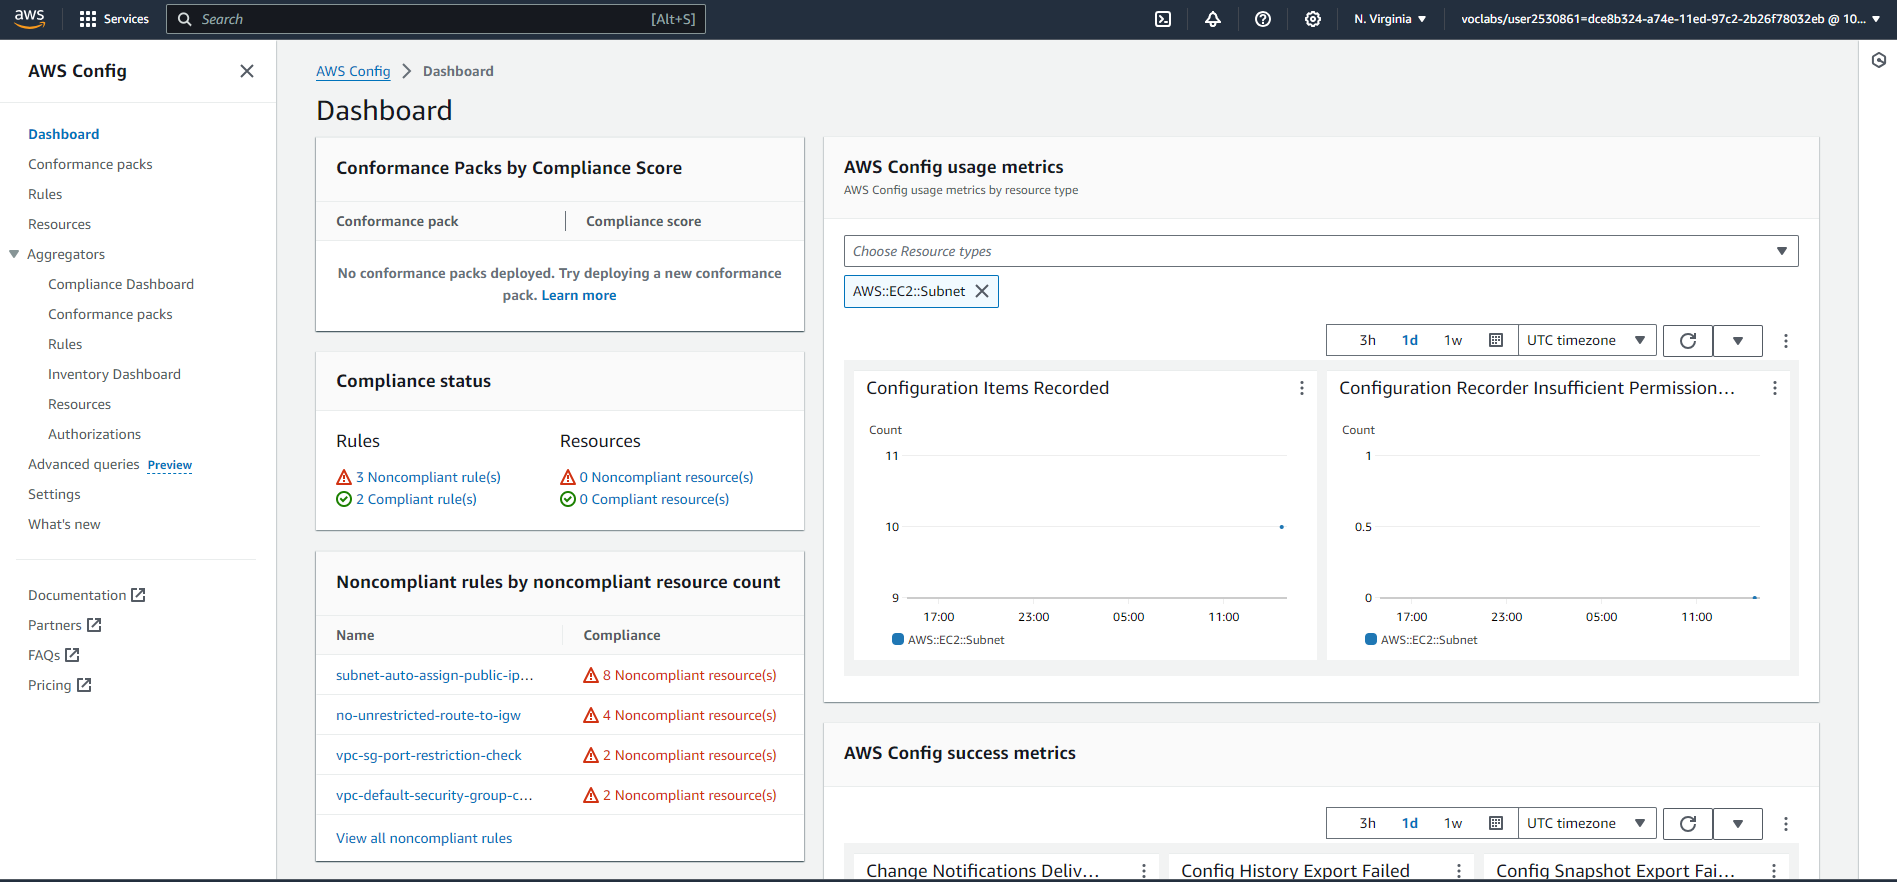 aws
Services
Search
[Alt+S]
N. Virginia
voclabs/user2530861=dce8b324-a74e-11ed-97c2-2b26f78032eb @ 10...
AWS Config
Dashboard
Conformance packs
Rules
Resources
Aggregators
Compliance Dashboard
Conformance packs
Rules
Inventory Dashboard
Resources
Authorizations
Advanced queries Preview
Settings
What's new
Documentation
Partners
FAQs
Pricing
AWS Config > Dashboard
Dashboard
Conformance Packs by Compliance Score
Conformance pack
Compliance score
No conformance packs deployed. Try deploying a new conformance
pack. Learn more
Compliance status
Rules
3 Noncompliant rule(s)
2 Compliant rule(s)
Resources
0 Noncompliant resource(s)
0 Compliant resource(s)
Noncompliant rules by noncompliant resource count
Name
Compliance
subnet-auto-assign-public-ip...
8 Noncompliant resource(s)
no-unrestricted-route-to-igw
4 Noncompliant resource(s)
vpc-sg-port-restriction-check
2 Noncompliant resource(s)
vpc-default-security-group-c...
2 Noncompliant resource(s)
View all noncompliant rules
AWS Config usage metrics
AWS Config usage metrics by resource type
Choose Resource types
AWS::EC2::Subnet
3h
1d
1w
UTC timezone
Configuration Items Recorded
Count
11
10
9
17:00
23:00
05:00
11:00
AWS::EC2::Subnet
Configuration Recorder Insufficient Permission...
Count
1
0.5
0
17:00
23:00
05:00
11:00
AWS::EC2::Subnet
AWS Config success metrics
3h
1d
1w
UTC timezone
Change Notifications Deliv...
Config History Export Failed
Config Snapshot Export Fai...